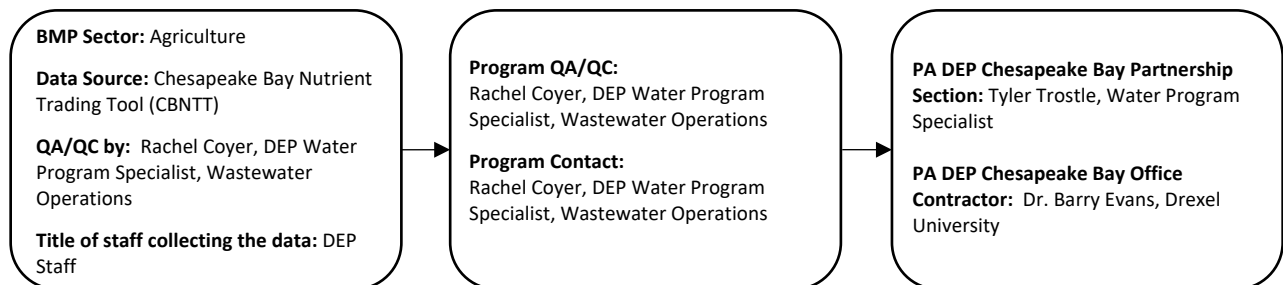 BMP Sector: Agriculture
Data Source: Chesapeake Bay Nutrient
Trading Tool (CBNTT)
QA/QC by: Rachel Coyer, DEP Water
Program Specialist, Wastewater
Operations
Title of staff collecting the data: DEP
Staff
Program QA/QC:
Rachel Coyer, DEP Water Program
Specialist, Wastewater Operations
Program Contact:
Rachel Coyer, DEP Water Program
Specialist, Wastewater Operations
PA DEP Chesapeake Bay Partnership
Section: Tyler Trostle, Water Program
Specialist
PA DEP Chesapeake Bay Office
Contractor: Dr. Barry Evans, Drexel
University